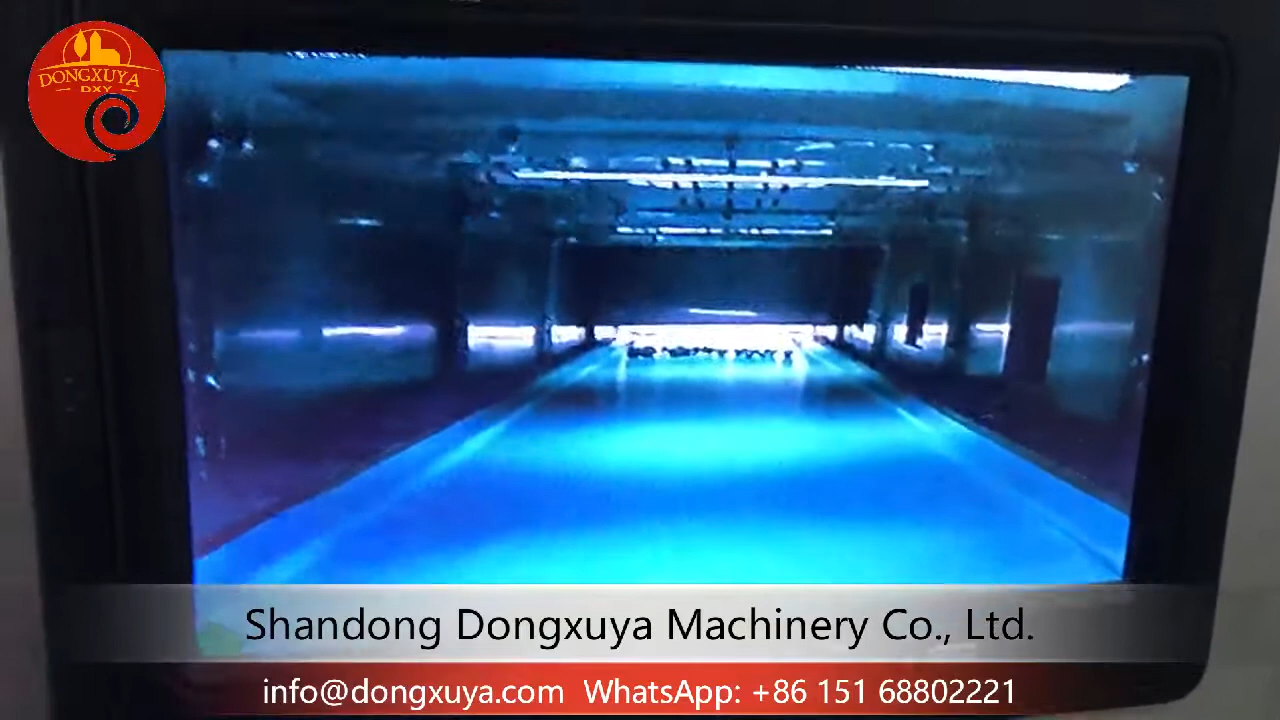 DONGXUYA
DXY
Shandong Dongxuya Machinery Co., Ltd.
info@dongxuya.com WhatsApp: +86 151 68802221